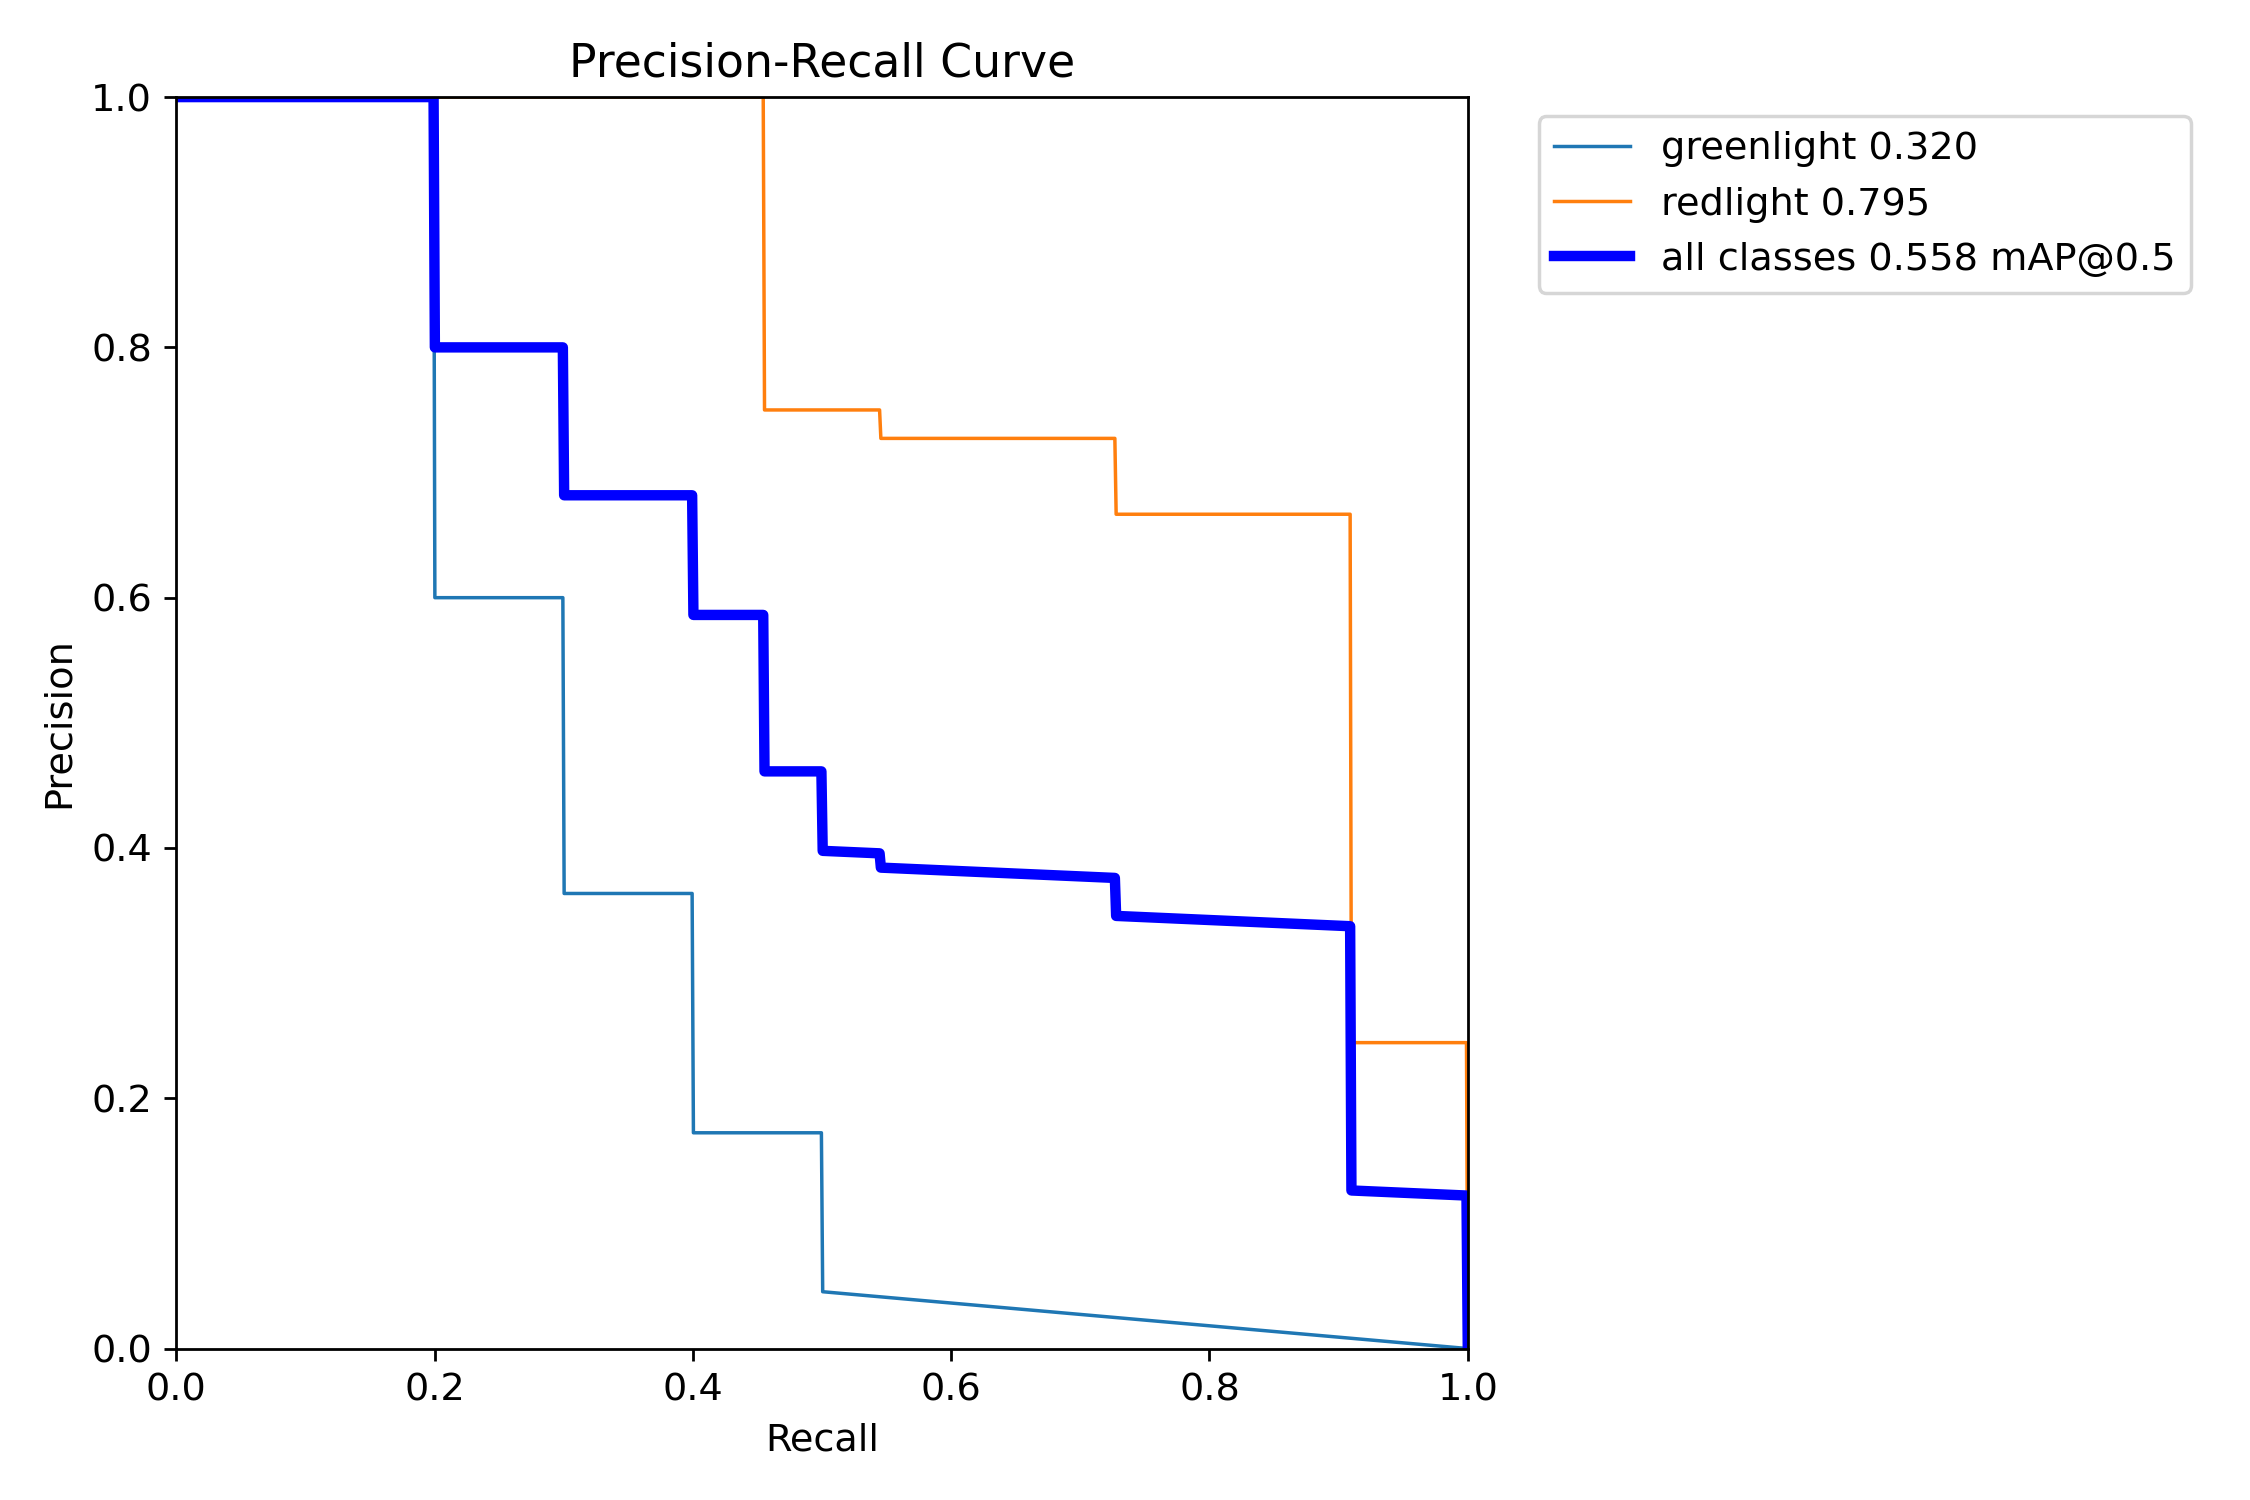 Precision-Recall Curve
1.0
0.8
0.6
0.4
0.2
0.0
Precision
0.0 0.2 0.4 0.6 0.8 1.0
Recall
greenlight 0.320
redlight 0.795
all classes 0.558 mAP@0.5